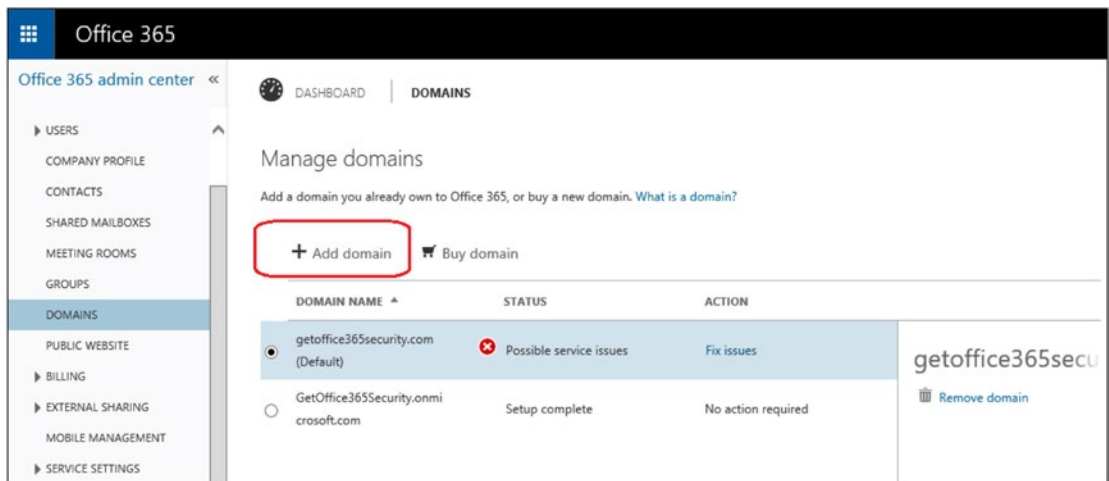 Office 365
Office 365 admin center «
USERS
COMPANY PROFILE
CONTACTS
SHARED MAILBOXES
MEETING ROOMS
GROUPS
DOMAINS
PUBLIC WEBSITE
BILLING
EXTERNAL SHARING
MOBILE MANAGEMENT
SERVICE SETTINGS
DASHBOARD | DOMAINS
Manage domains
Add a domain you already own to Office 365, or buy a new domain. What is a domain?
+ Add domain Buy domain
DOMAIN NAME STATUS ACTION
getoffice365security.com
(Default)
Possible service issues
Fix issues
GetOffice365Security.onmi
crosoft.com
Setup complete
No action required
getoffice365secu
Remove domain